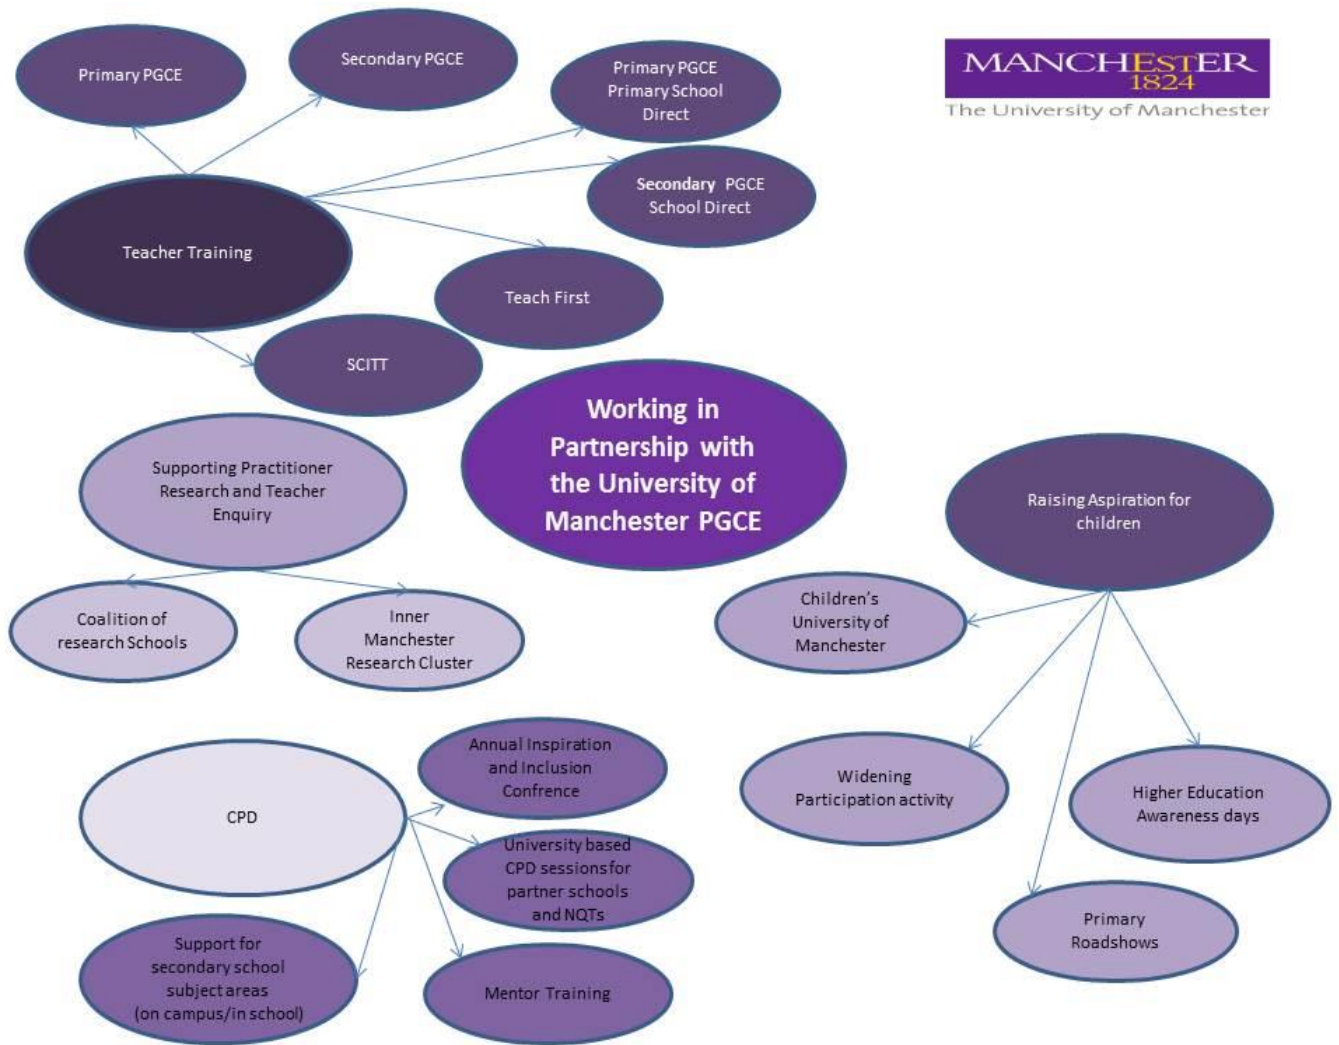 Primary PGCE
Secondary PGCE
Primary PGCE
Primary School
Direct
MANCHEstER
1824
The University of Manchester
Secondary PGCE
School Direct
Teacher Training
Teach First
SCITT
Working in
Partnership with
the University of
Manchester PGCE
Supporting Practitioner
Research and Teacher
Enquiry
Raising Aspiration for
children
Coalition of
research Schools
Inner
Manchester
Research Cluster
Children's
University of
Manchester
CPD
Annual Inspiration
and Inclusion
Confrence
University based
CPD sessions for
partner schools
and NQTs
Support for
secondary school
subject areas
(on campus/in school)
Mentor Training
Widening
Participation activity
Higher Education
Awareness days
Primary
Roadshows